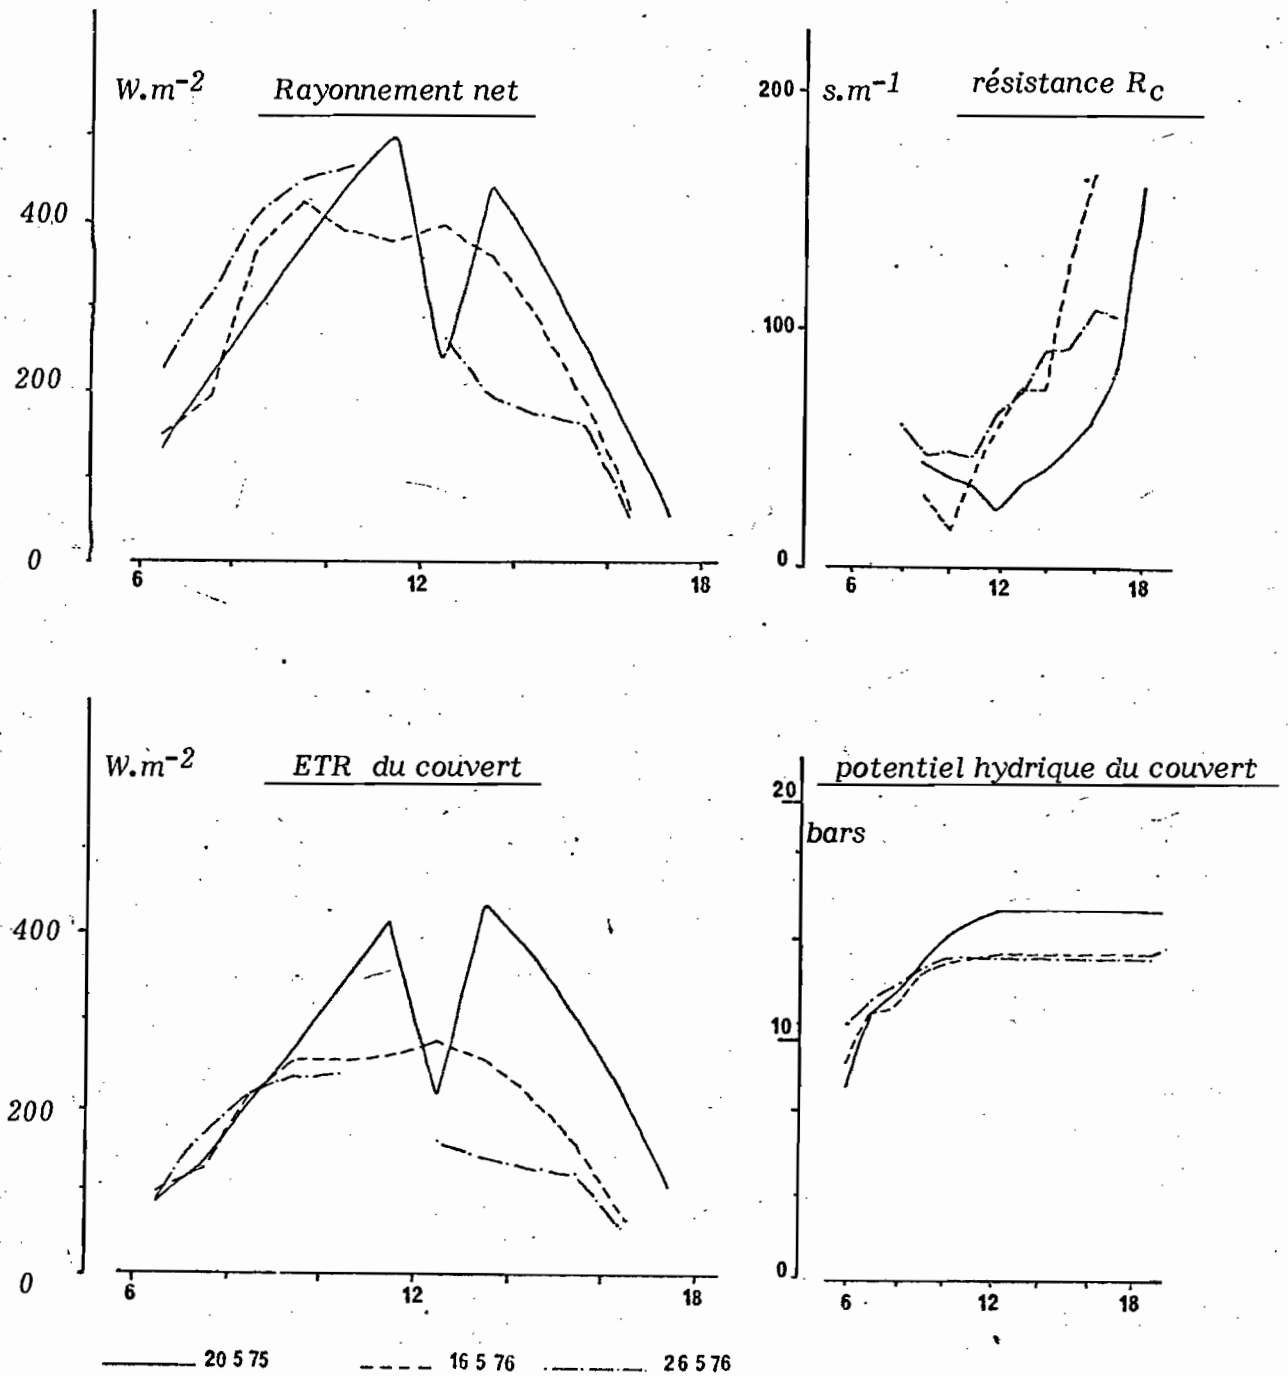 W.m⁻² Rayonnement net
400
200
0
6 12 18
200 s.m⁻¹ résistance Rc
100
0
6 12 18
W.m⁻² ETR du couvert
400
200
0
6 12 18
potentiel hydrique du couvert
20
bars
10
0
6 12 18
20 5 75 16 5 76 26 5 76